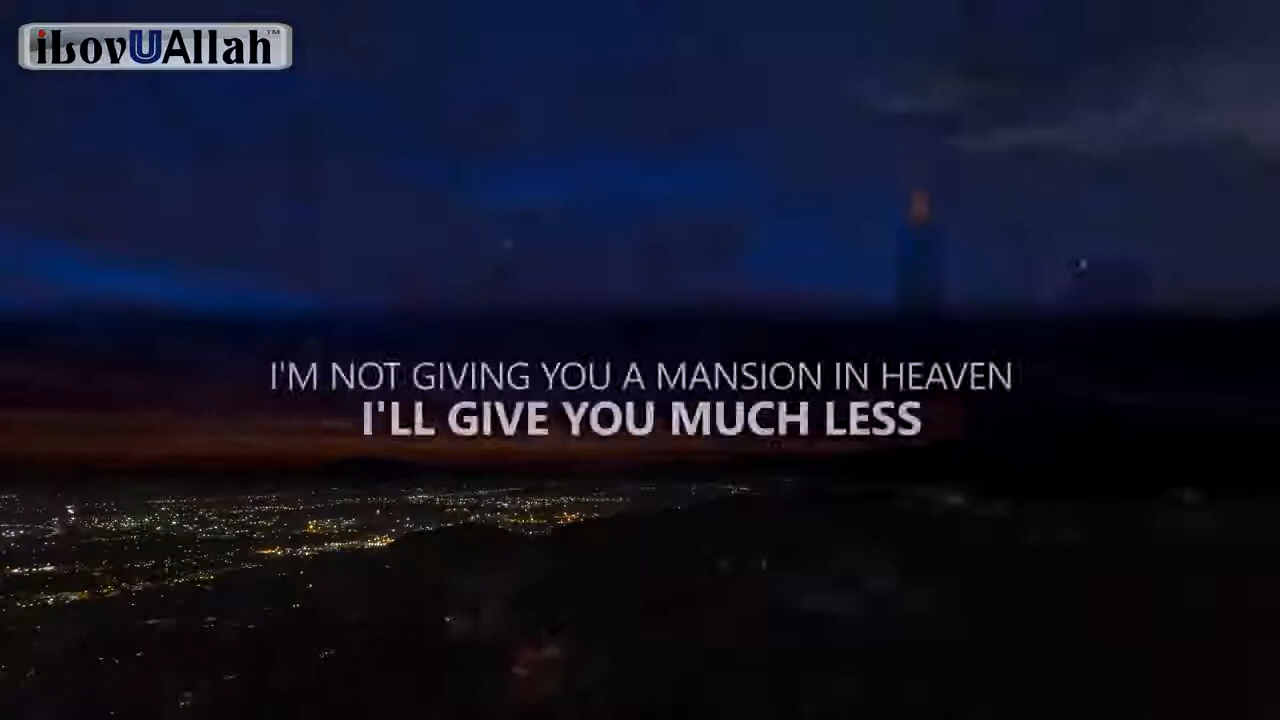 iLovUAllah™
I'M NOT GIVING YOU A MANSION IN HEAVEN
I'LL GIVE YOU MUCH LESS